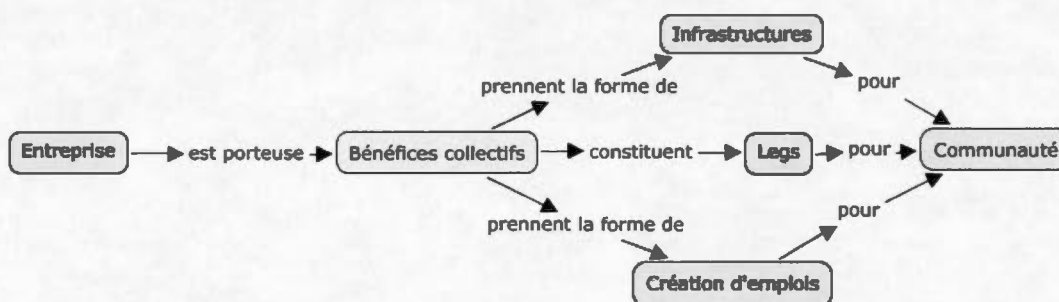 Infrastructures
prennent la forme de
pour
Entreprise
est porteuse
Bénéfices collectifs
constituent
Legs
pour
Communauté
prennent la forme de
pour
Création d'emplois